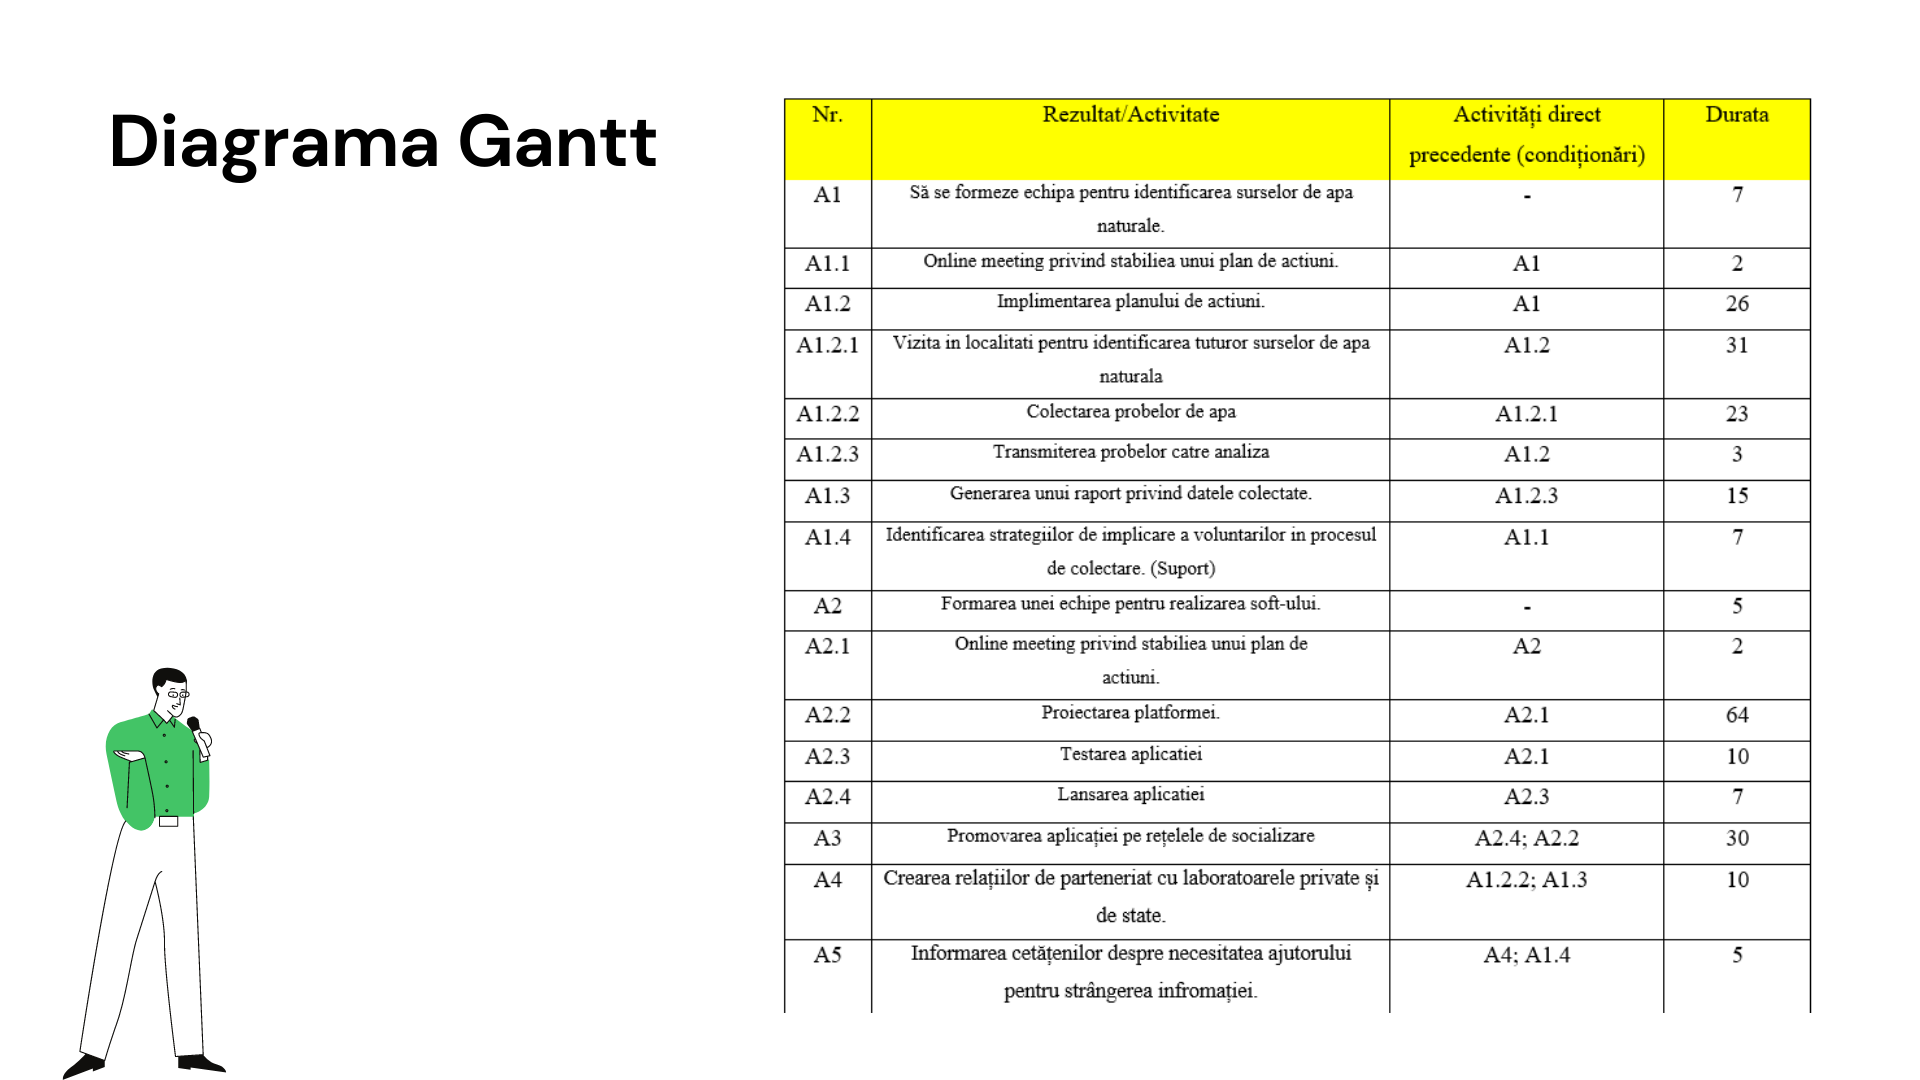 Diagrama Gantt
Nr. Rezultat/Activitate Activități direct Durata
precedente (condiționări)
A1 Să se formeze echipa pentru identificarea surselor de apa - 7
naturale.
A1.1 Online meeting privind stabiliea unui plan de actiuni. A1 2
A1.2 Implimentarea planului de actiuni. A1 26
A1.2.1 Vizita in localitati pentru identificarea tuturor surselor de apa A1.2 31
naturala
A1.2.2 Colectarea probelor de apa A1.2.1 23
A1.2.3 Transmiterea probelor catre analiza A1.2 3
A1.3 Generarea unui raport privind datele colectate. A1.2.3 15
A1.4 Identificarea strategiilor de implicare a voluntarilor in procesul A1.1 7
de colectare. (Suport)
A2 Formarea unei echipe pentru realizarea soft-ului. - 5
A2.1 Online meeting privind stabiliea unui plan de A2 2
actiuni.
A2.2 Proiectarea platformei. A2.1 64
A2.3 Testarea aplicatiei A2.1 10
A2.4 Lansarea aplicatiei A2.3 7
A3 Promovarea aplicației pe rețelele de socializare A2.4; A2.2 30
A4 Crearea relațiilor de parteneriat cu laboratoarele private și A1.2.2; A1.3 10
de state.
A5 Informarea cetățenilor despre necesitatea ajutorului A4; A1.4 5
pentru strângerea infromației.